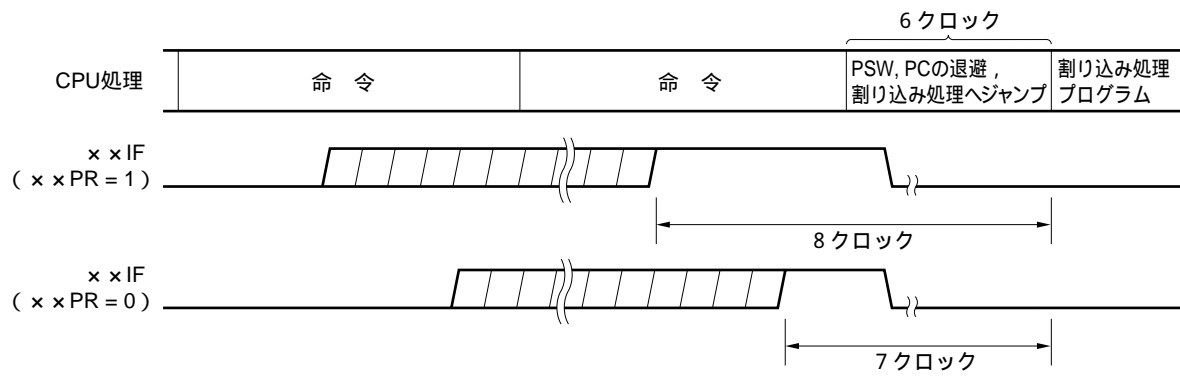 6 クロック
CPU処理
命 令
命 令
PSW, PCの退避,
割り込み処理へジャンプ
割り込み処理
プログラム
××IF
(××PR = 1)
8 クロック
××IF
(××PR = 0)
7 クロック